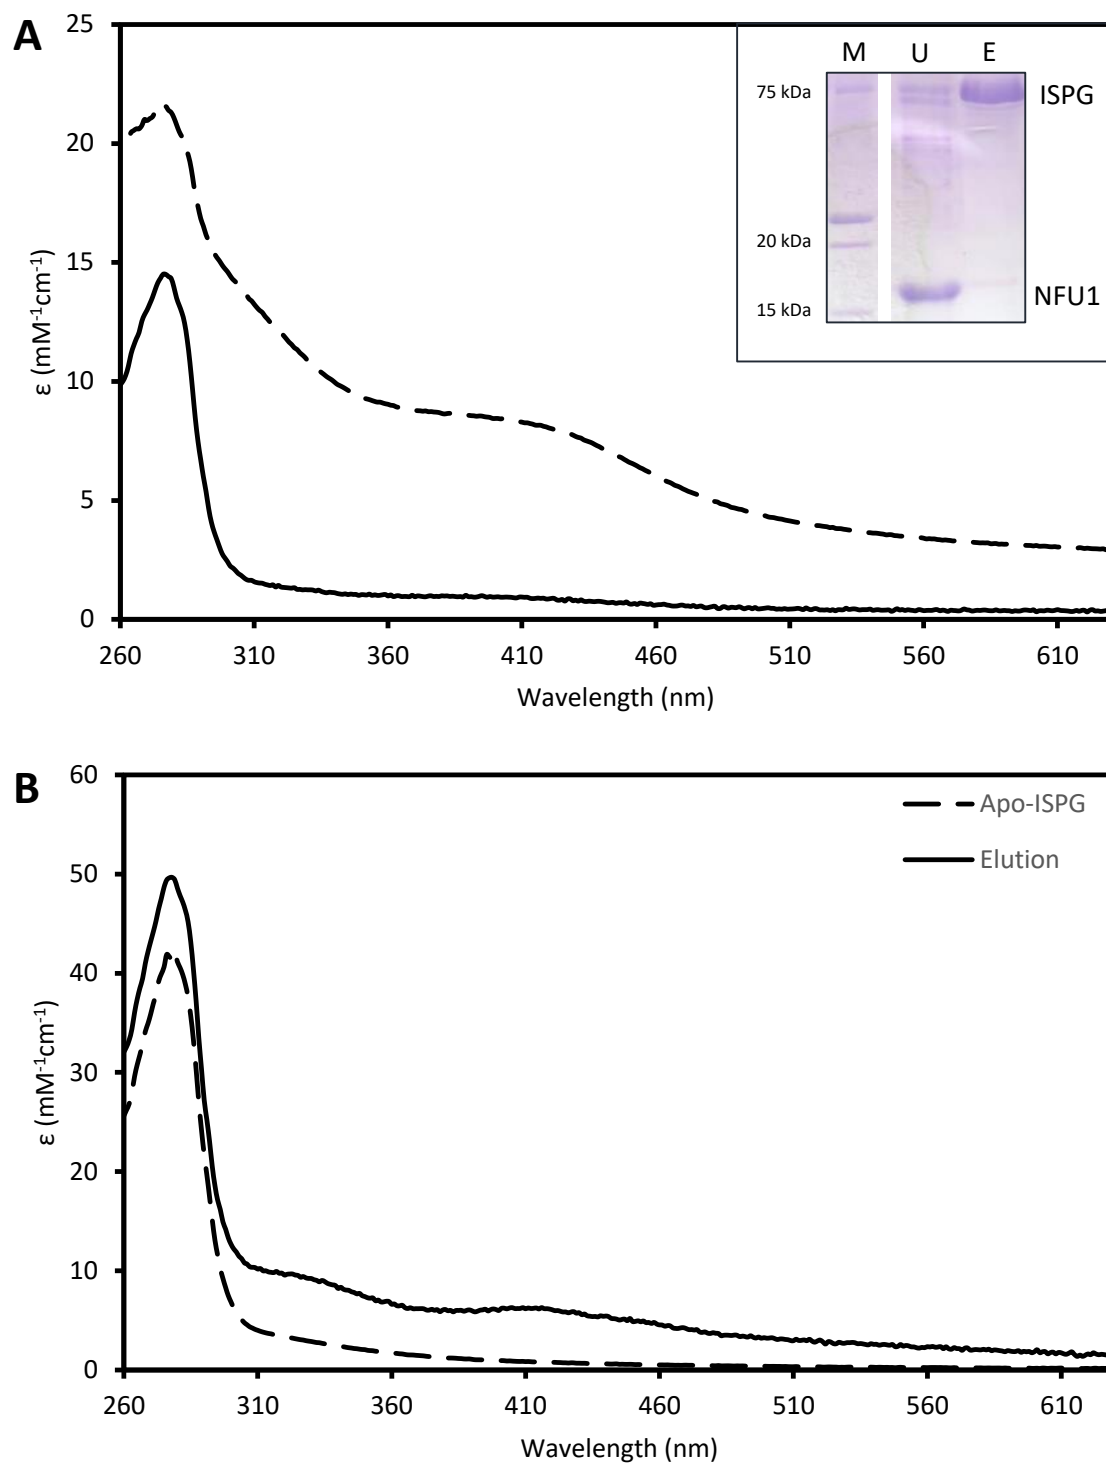 A
25
20
15
10
5
0
ε (mM⁻¹cm⁻¹)
260 310 360 410 460 510 560 610
Wavelength (nm)
M U E
75 kDa
20 kDa
15 kDa
ISPG
NFU1
B
60
50
40
30
20
10
0
ε (mM⁻¹cm⁻¹)
260 310 360 410 460 510 560 610
Wavelength (nm)
Apo-ISPG
Elution